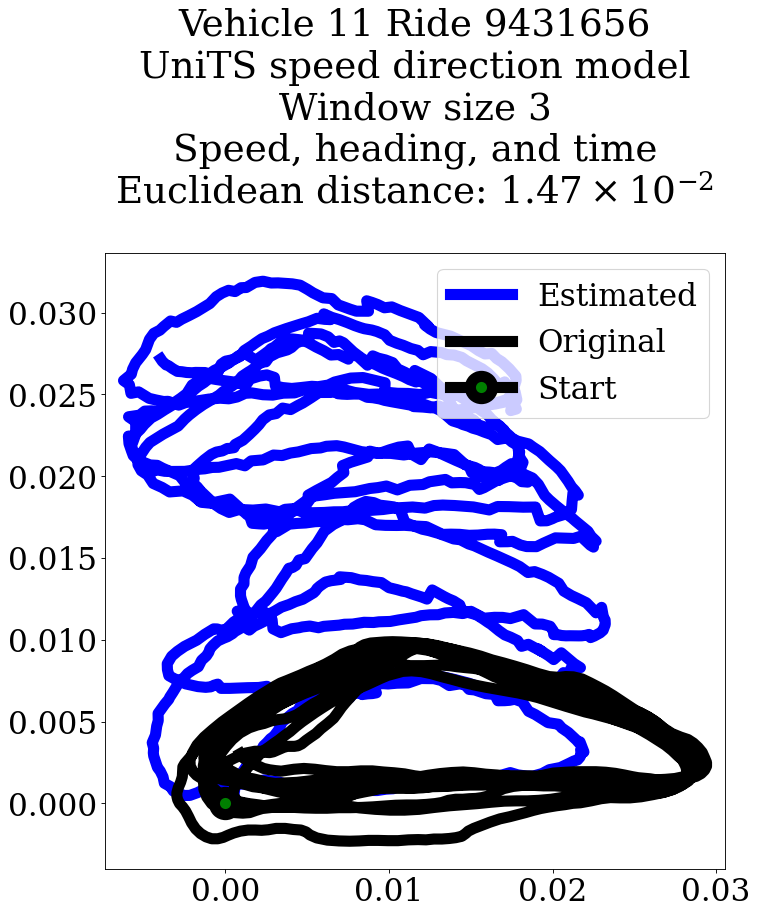 Vehicle 11 Ride 9431656
UniTS speed direction model
Window size 3
Speed, heading, and time
Euclidean distance: 1.47 × 10⁻²
Estimated
Original
Start
0.030
0.025
0.020
0.015
0.010
0.005
0.000
0.00 0.01 0.02 0.03